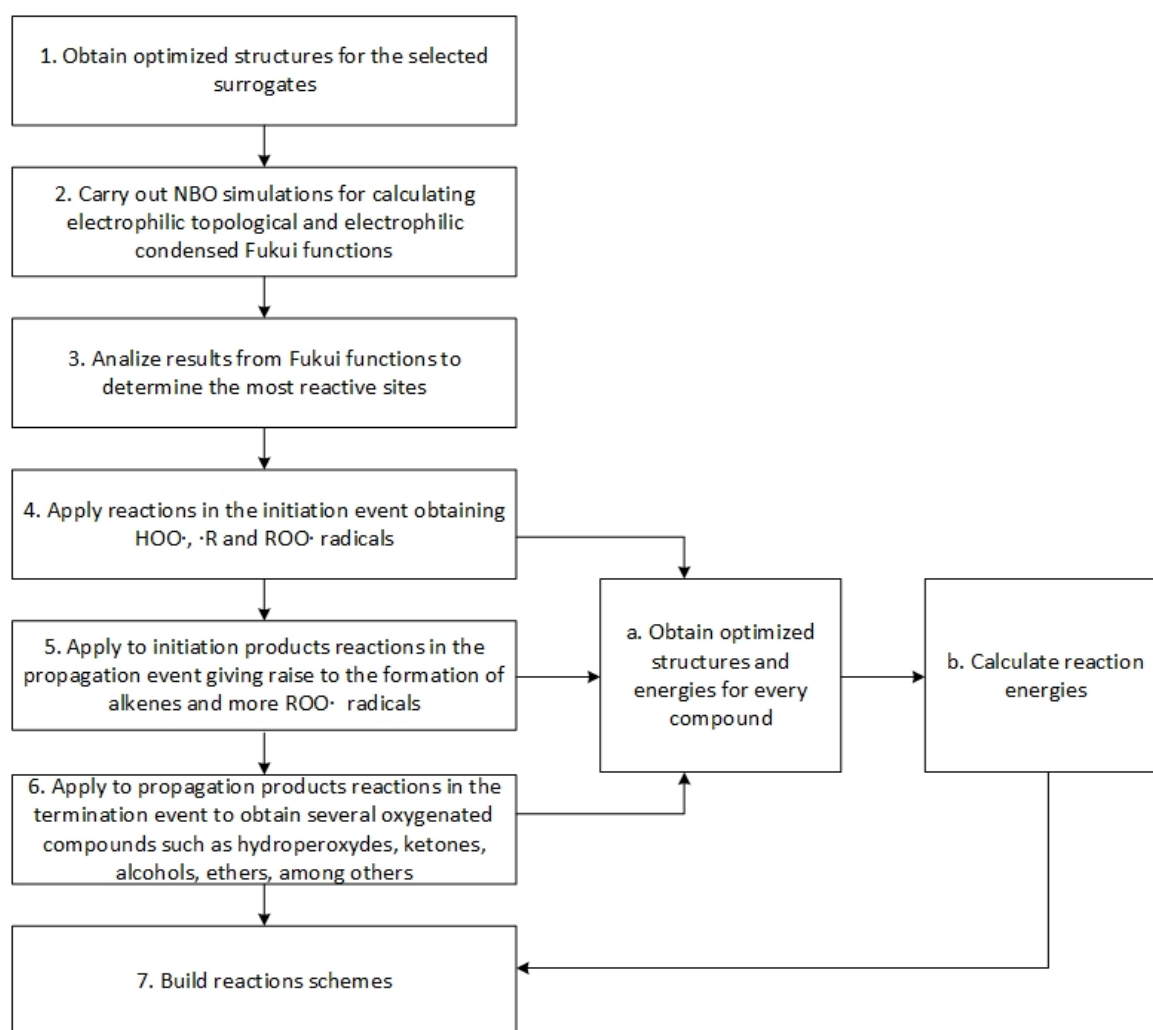 1. Obtain optimized structures for the selected
surrogates
2. Carry out NBO simulations for calculating
electrophilic topological and electrophilic
condensed Fukui functions
3. Analize results from Fukui functions to
determine the most reactive sites
4. Apply reactions in the initiation event obtaining
HOO·, ·R and ROO· radicals
5. Apply to initiation products reactions in the
propagation event giving raise to the formation of
alkenes and more ROO· radicals
6. Apply to propagation products reactions in the
termination event to obtain several oxygenated
compounds such as hydroperoxydes, ketones,
alcohols, ethers, among others
7. Build reactions schemes
a. Obtain optimized
structures and
energies for every
compound
b. Calculate reaction
energies